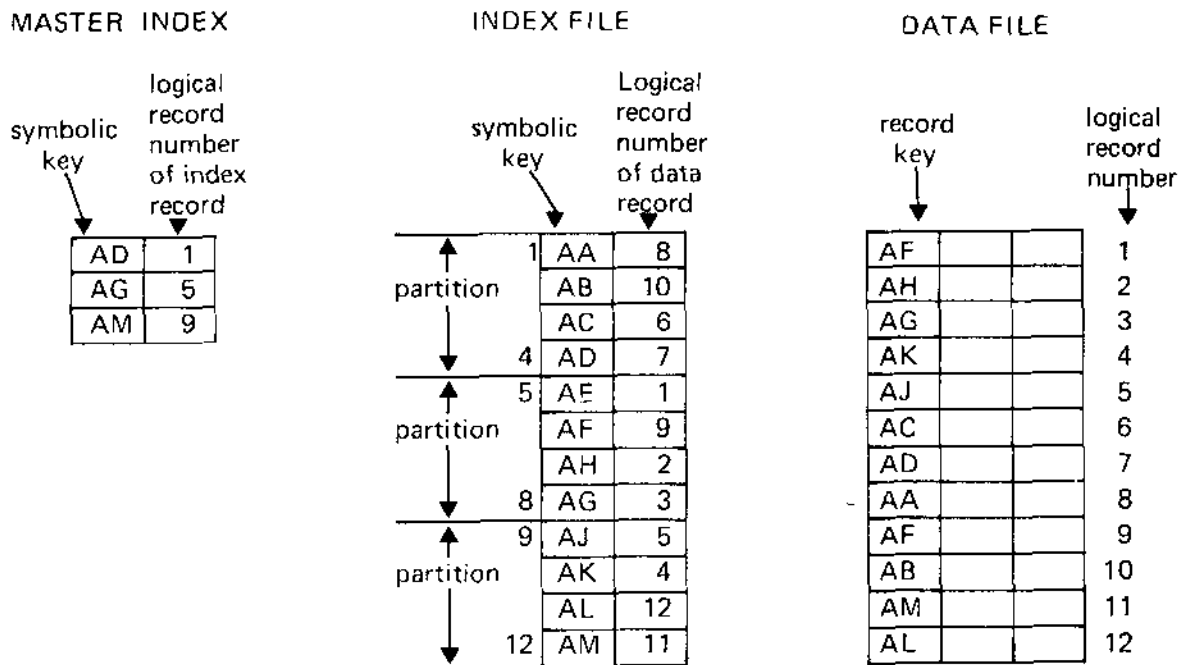 MASTER INDEX
symbolic key
logical record number of index record
AD 1
AG 5
AM 9
INDEX FILE
symbolic key
Logical record number of data record
partition
1 AA 8
AB 10
AC 6
4 AD 7
partition
5 AE 1
AF 9
AH 2
8 AG 3
partition
9 AJ 5
AK 4
AL 12
12 AM 11
DATA FILE
record key
logical record number
AF 1
AH 2
AG 3
AK 4
AJ 5
AC 6
AD 7
AA 8
AF 9
AB 10
AM 11
AL 12